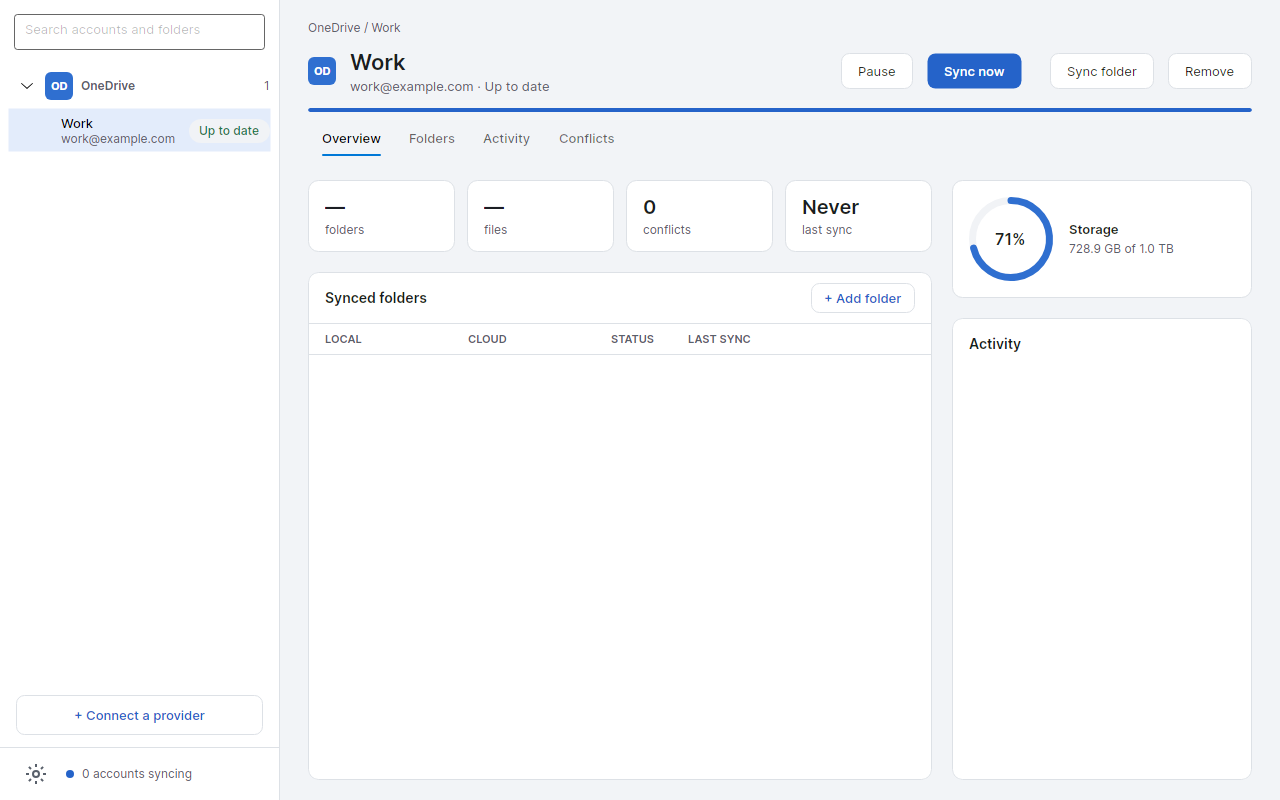 Search accounts and folders
OD OneDrive 1
Work
work@example.com
Up to date
+ Connect a provider
0 accounts syncing
OneDrive / Work
OD
Work
work@example.com · Up to date
Pause
Sync now
Sync folder
Remove
Overview
Folders
Activity
Conflicts
—
folders
—
files
0
conflicts
Never
last sync
Synced folders
+ Add folder
LOCAL CLOUD STATUS LAST SYNC
71%
Storage
728.9 GB of 1.0 TB
Activity